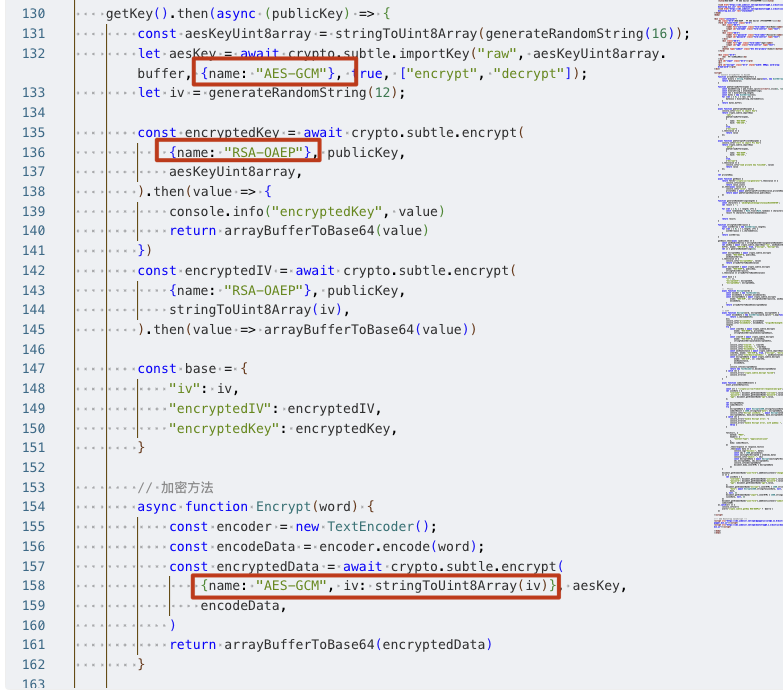 130 getKey().then(async (publicKey) => {
131 const aesKeyUint8array = stringToUint8Array(generateRandomString(16));
132 let aesKey = await crypto.subtle.importKey("raw", aesKeyUint8array.
buffer, {name: "AES-GCM"}, true, ["encrypt", "decrypt"]);
133 let iv = generateRandomString(12);
134
135 const encryptedKey = await crypto.subtle.encrypt(
136 {name: "RSA-OAEP"}, publicKey,
137 aesKeyUint8array,
138 ).then(value => {
139 console.info("encryptedKey", value)
140 return arrayBufferToBase64(value)
141 })
142 const encryptedIV = await crypto.subtle.encrypt(
143 {name: "RSA-OAEP"}, publicKey,
144 stringToUint8Array(iv),
145 ).then(value => arrayBufferToBase64(value))
146
147 const base = {
148 "iv": iv,
149 "encryptedIV": encryptedIV,
150 "encryptedKey": encryptedKey,
151 }
152
153 // 加密方法
154 async function Encrypt(word) {
155 const encoder = new TextEncoder();
156 const encodeData = encoder.encode(word);
157 const encryptedData = await crypto.subtle.encrypt(
158 {name: "AES-GCM", iv: stringToUint8Array(iv)}, aesKey,
159 encodeData,
160 )
161 return arrayBufferToBase64(encryptedData)
162 }
163